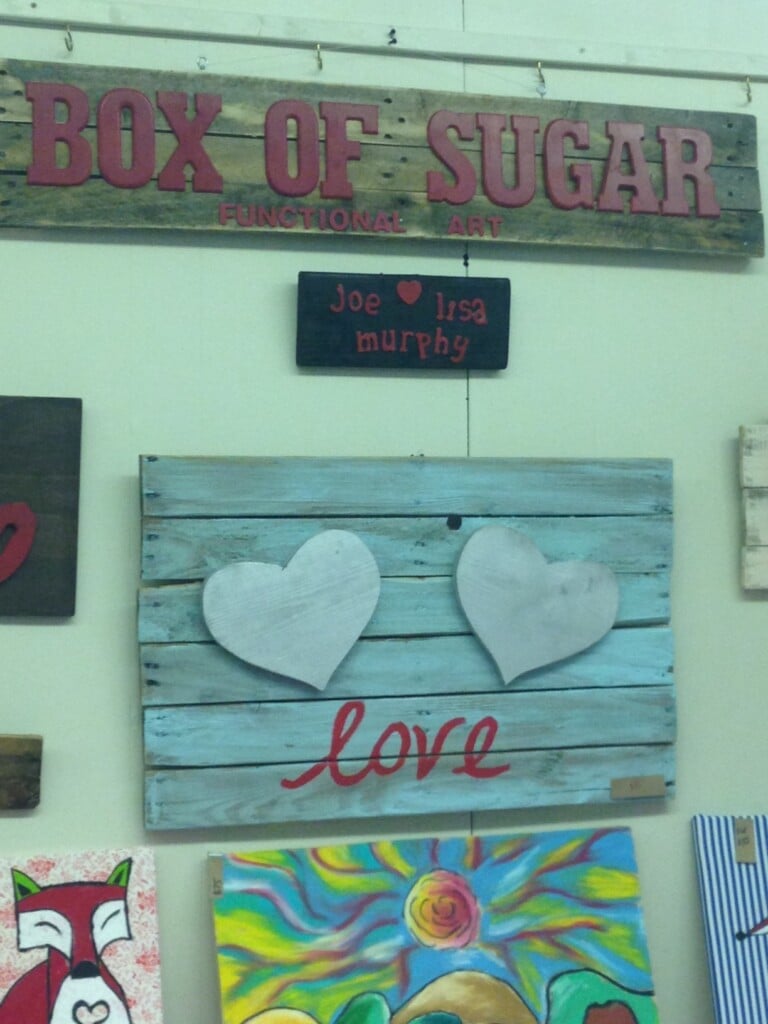 BOX OF SUGAR
FUNCTIONAL ART
joe ♥ lisa
murphy
love